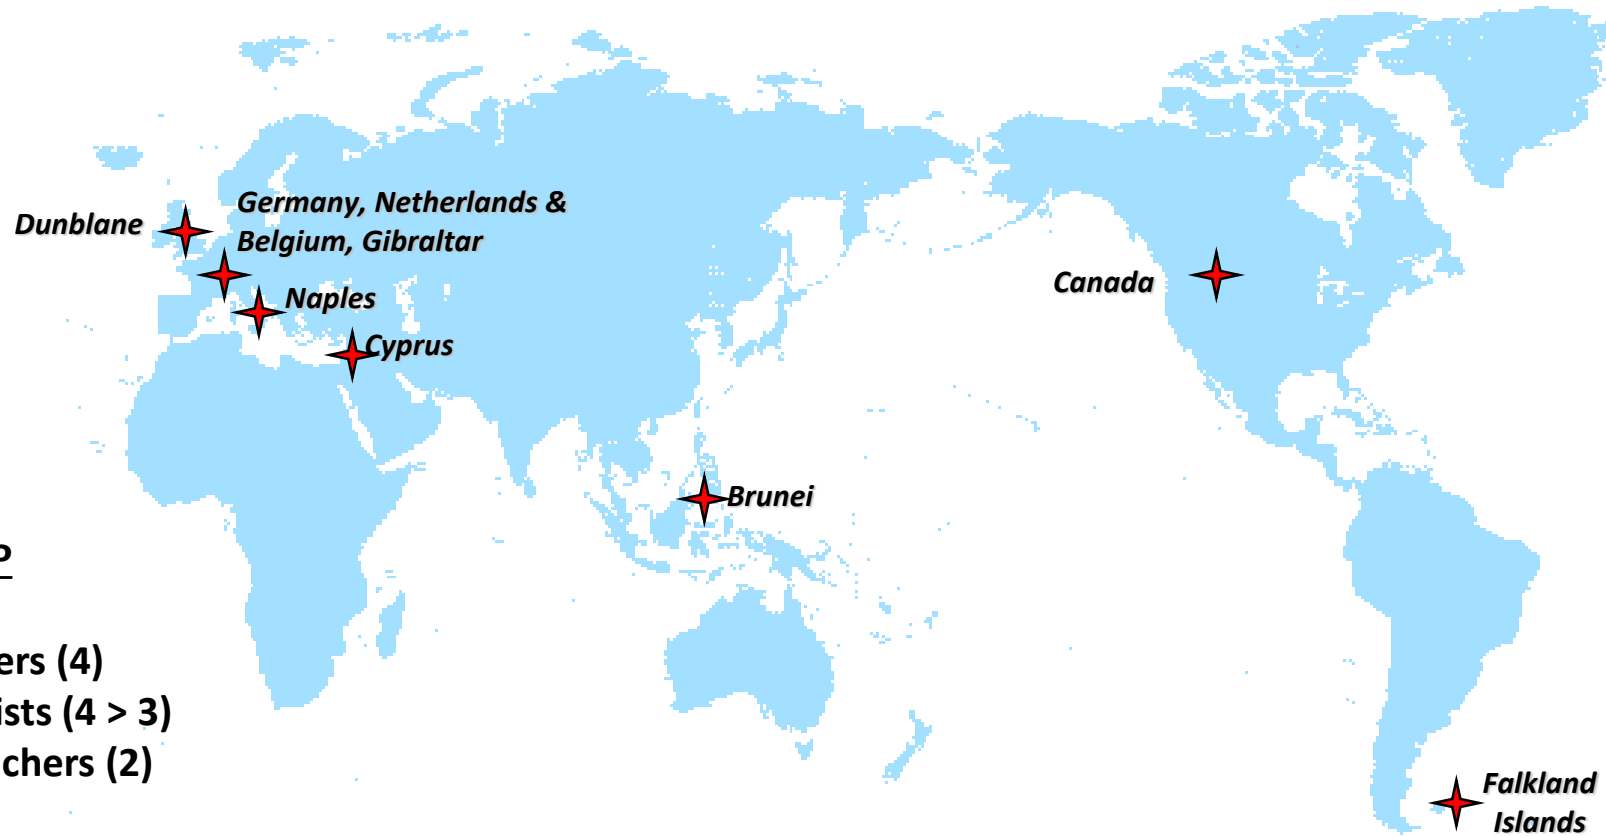 Dunblane
Germany, Netherlands &
Belgium, Gibraltar
Naples
Cyprus
Canada
Brunei
P
ers (4)
ists (4 > 3)
chers (2)
Falkland
Islands